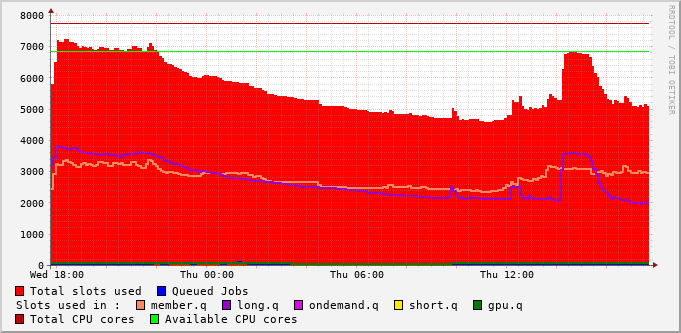 8000
7000
6000
5000
4000
3000
2000
1000
0
Wed 18:00 Thu 00:00 Thu 06:00 Thu 12:00
Total slots used Queued Jobs
Slots used in : member.q long.q ondemand.q short.q gpu.q
Total CPU cores Available CPU cores
RRDTOOL / TOBI OETIKER